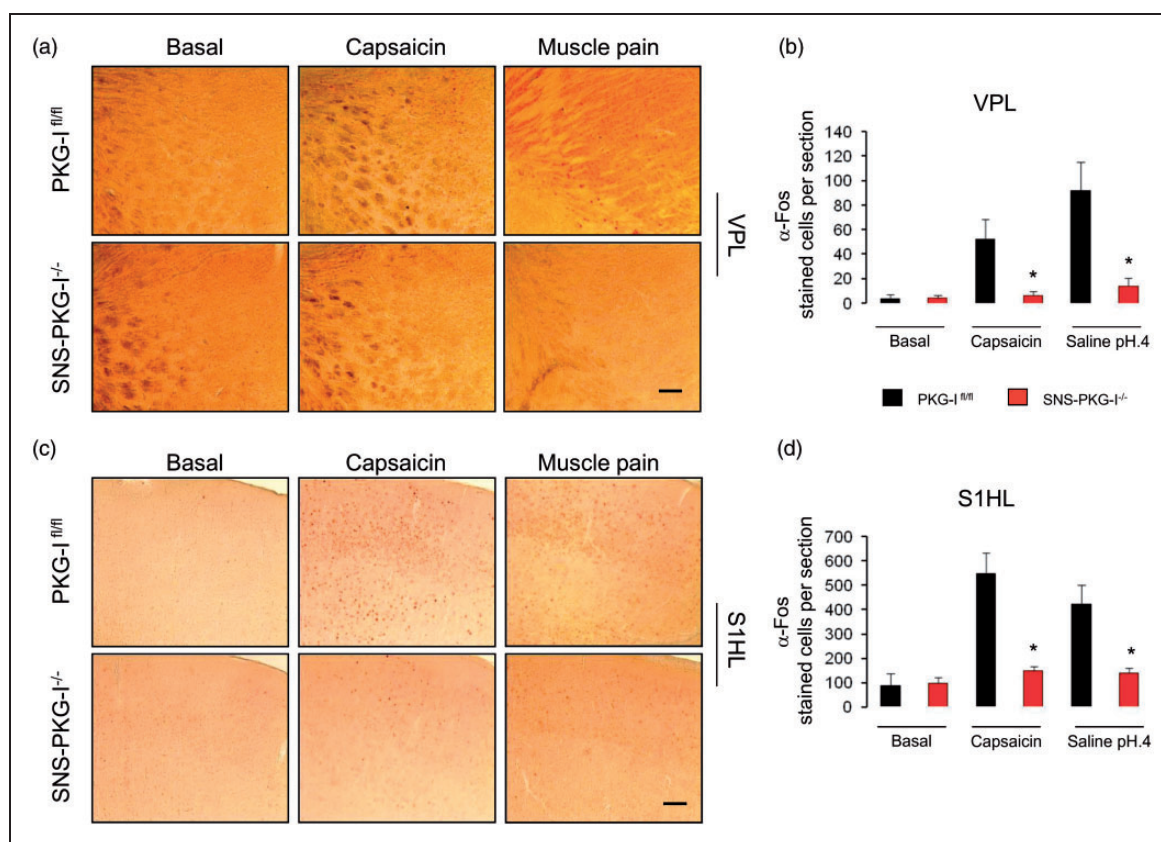 (a)
Basal Capsaicin Muscle pain
PKG-I fl/fl
SNS-PKG-I-/-
VPL
(b)
VPL
α-Fos
stained cells per section
140
120
100
80
60
40
20
0
*
*
Basal Capsaicin Saline pH.4
PKG-I fl/fl SNS-PKG-I-/-
(c)
Basal Capsaicin Muscle pain
PKG-I fl/fl
SNS-PKG-I-/-
S1HL
(d)
S1HL
α-Fos
stained cells per section
700
600
500
400
300
200
100
0
*
*
Basal Capsaicin Saline pH.4